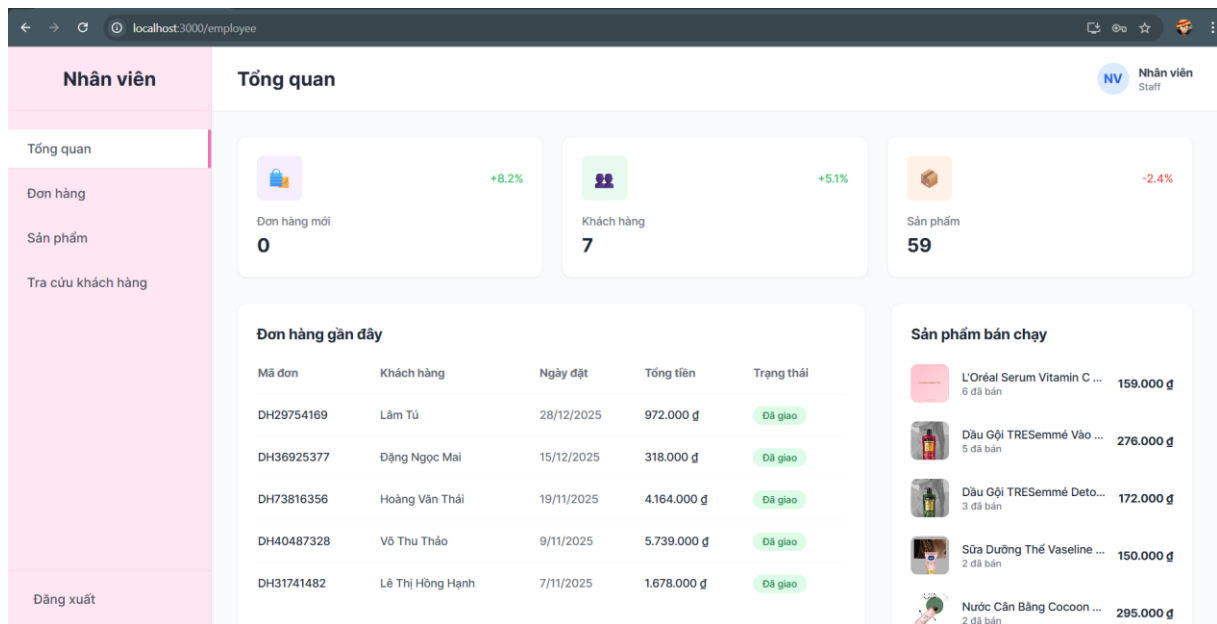 localhost:3000/employee
Nhân viên
Tổng quan
Đơn hàng
Sản phẩm
Tra cứu khách hàng
Đăng xuất
Tổng quan
NV
Nhân viên
Staff
+8.2%
Đơn hàng mới
0
+5.1%
Khách hàng
7
-2.4%
Sản phẩm
59
Đơn hàng gần đây
Mã đơn Khách hàng Ngày đặt Tổng tiền Trạng thái
DH29754169 Lâm Tú 28/12/2025 972.000 ₫ Đã giao
DH36925377 Đặng Ngọc Mai 15/12/2025 318.000 ₫ Đã giao
DH73816356 Hoàng Văn Thái 19/11/2025 4.164.000 ₫ Đã giao
DH40487328 Võ Thu Thảo 9/11/2025 5.739.000 ₫ Đã giao
DH31741482 Lê Thị Hồng Hạnh 7/11/2025 1.678.000 ₫ Đã giao
Sản phẩm bán chạy
L'Oréal Serum Vitamin C ... 159.000 ₫
6 đã bán
Dầu Gội TRESemmé Vào ... 276.000 ₫
5 đã bán
Dầu Gội TRESemmé Deto... 172.000 ₫
3 đã bán
Sữa Dưỡng Thể Vaseline ... 150.000 ₫
2 đã bán
Nước Cân Bằng Cocoon ... 295.000 ₫
2 đã bán